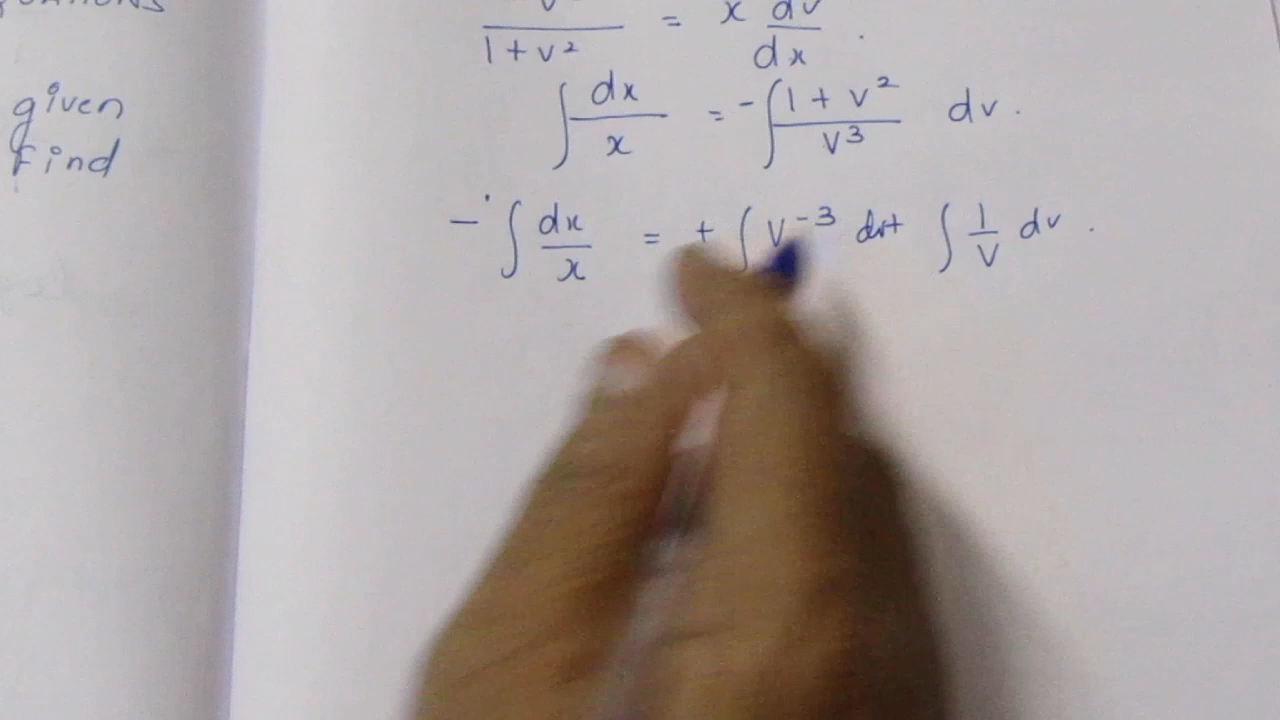 given
Find
1 + v² = x dv/dx .
∫ dx/x = - ∫ 1 + v²/v³ dv .
- ∫ dx/x = + ∫ v⁻³ dv + ∫ 1/v dv .